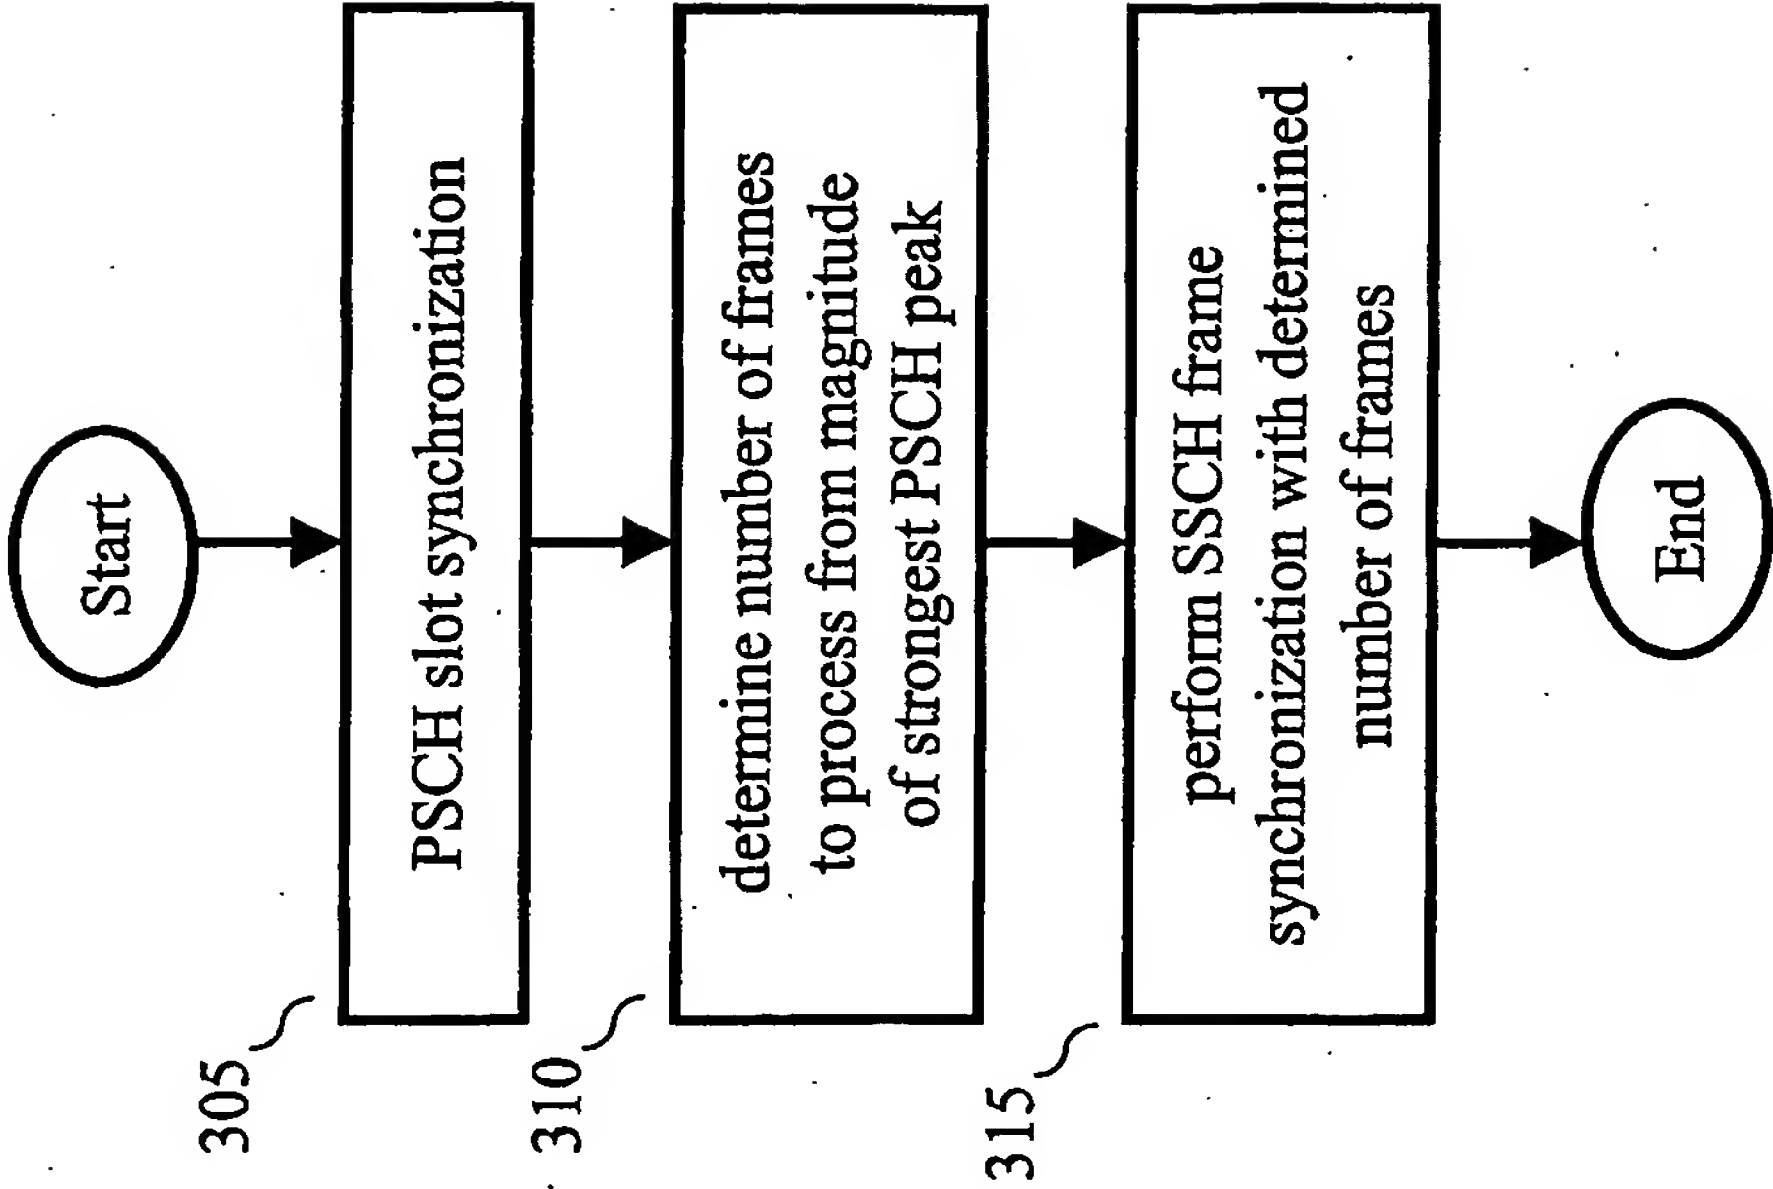 Start
305
PSCH slot synchronization
310
determine number of frames
to process from magnitude
of strongest PSCH peak
315
perform SSCH frame
synchronization with determined
number of frames
End